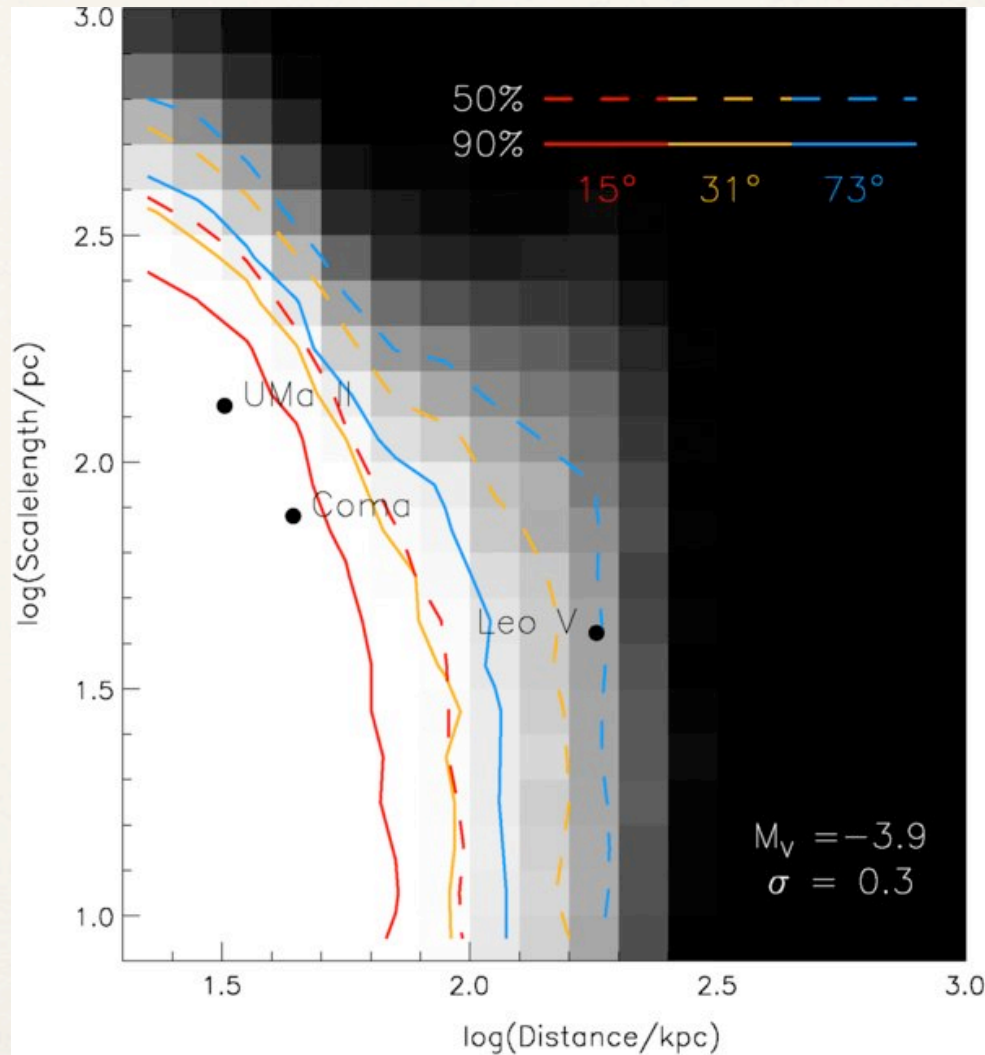 3.0
50%
90%
15° 31° 73°
2.5
UMa II
2.0
Coma
Leo V
1.5
M_V = -3.9
σ = 0.3
1.0
1.5 2.0 2.5 3.0
log(Distance/kpc)
log(Scalelength/pc)